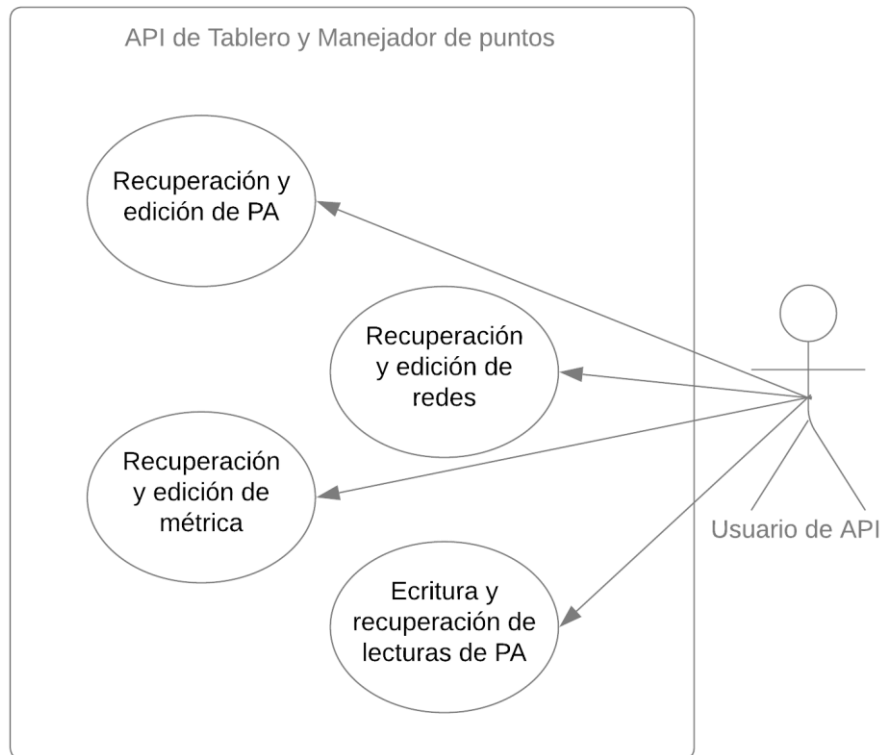 API de Tablero y Manejador de puntos
Recuperación y
edición de PA
Recuperación
y edición de
redes
Recuperación
y edición de
métrica
Ecritura y
recuperación de
lecturas de PA
Usuario de API